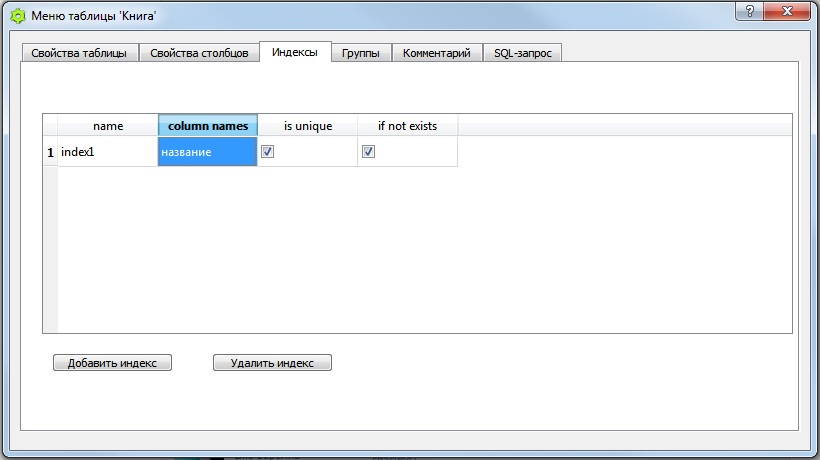 Меню таблицы 'Книга'
Свойства таблицы Свойства столбцов Индексы Группы Комментарий SQL-запрос
name column names is unique if not exists
1 index1 название
Добавить индекс Удалить индекс